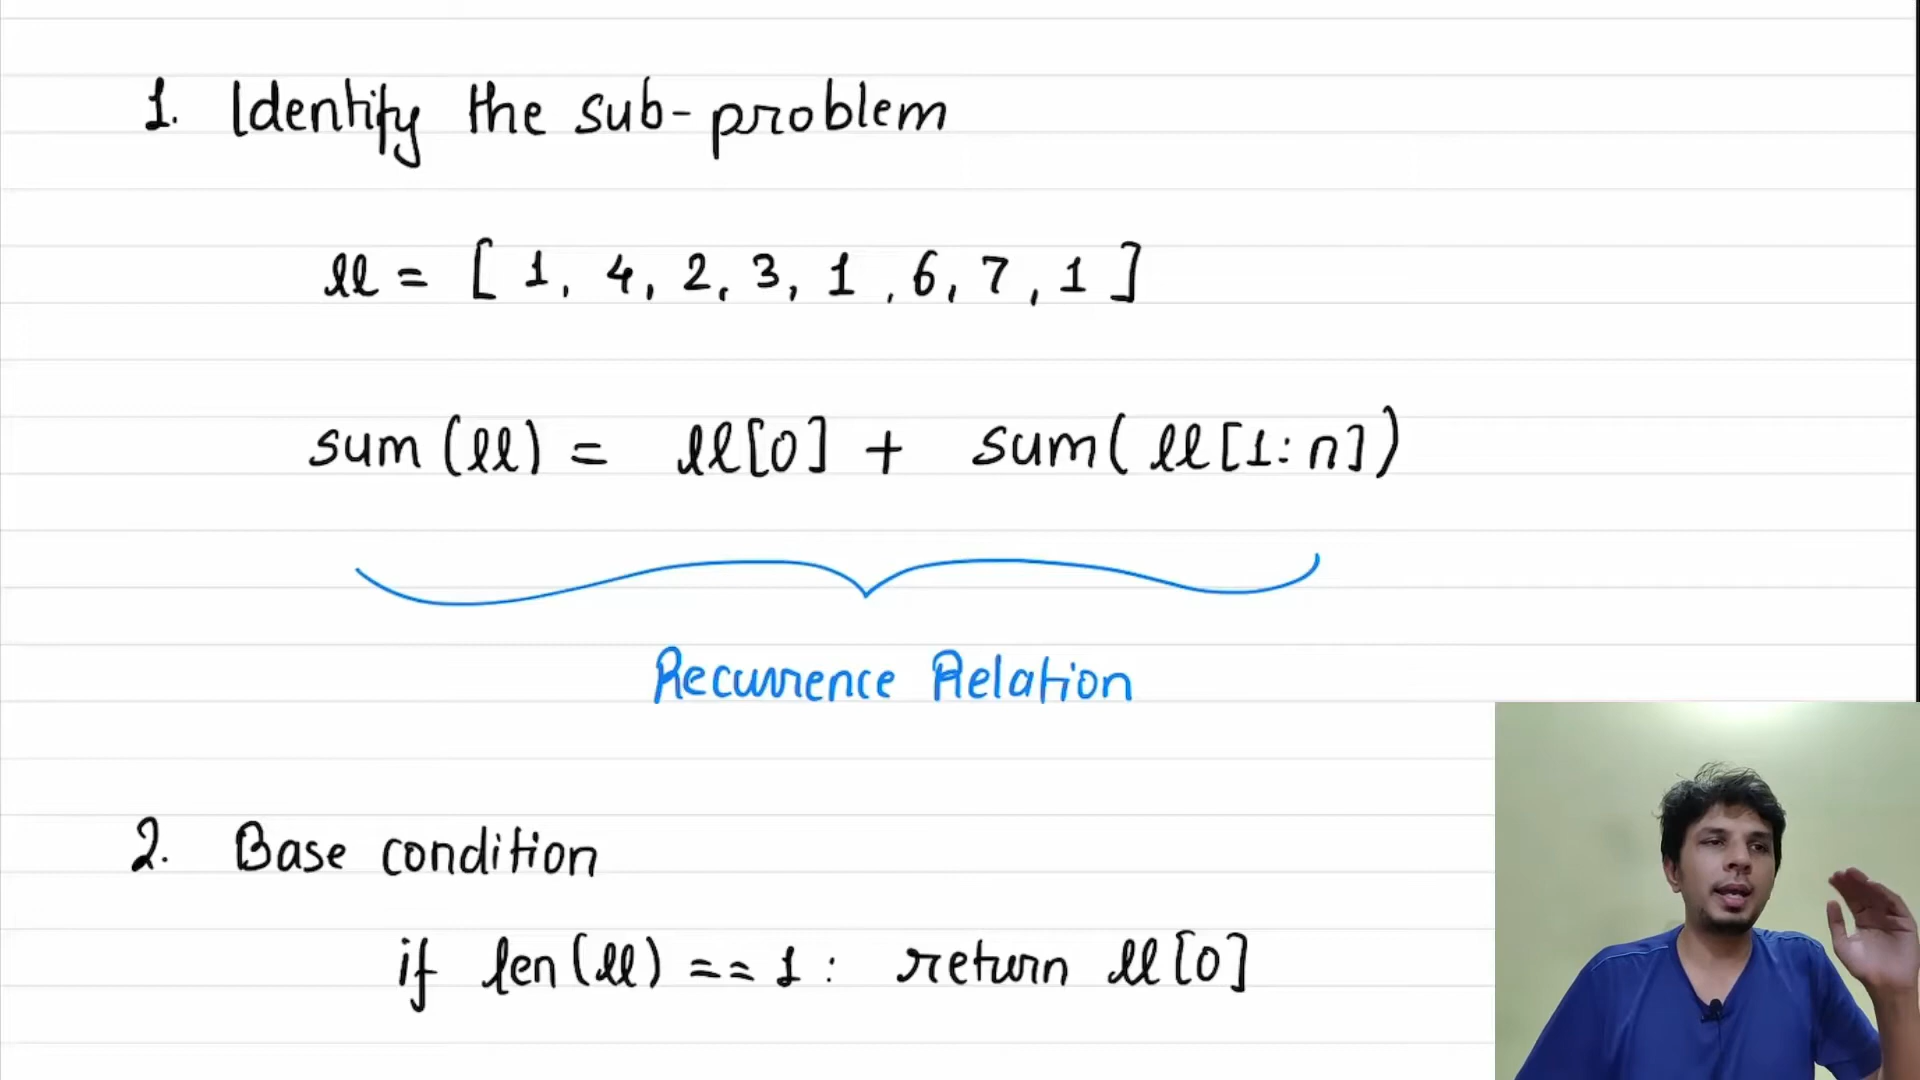 1. Identify the sub-problem
ll = [ 1, 4, 2, 3, 1, 6, 7, 1 ]
sum (ll) = ll[0] + sum( ll [1:n])
Recurrence Relation
2. Base condition
if len(ll) == 1 : return ll[0]